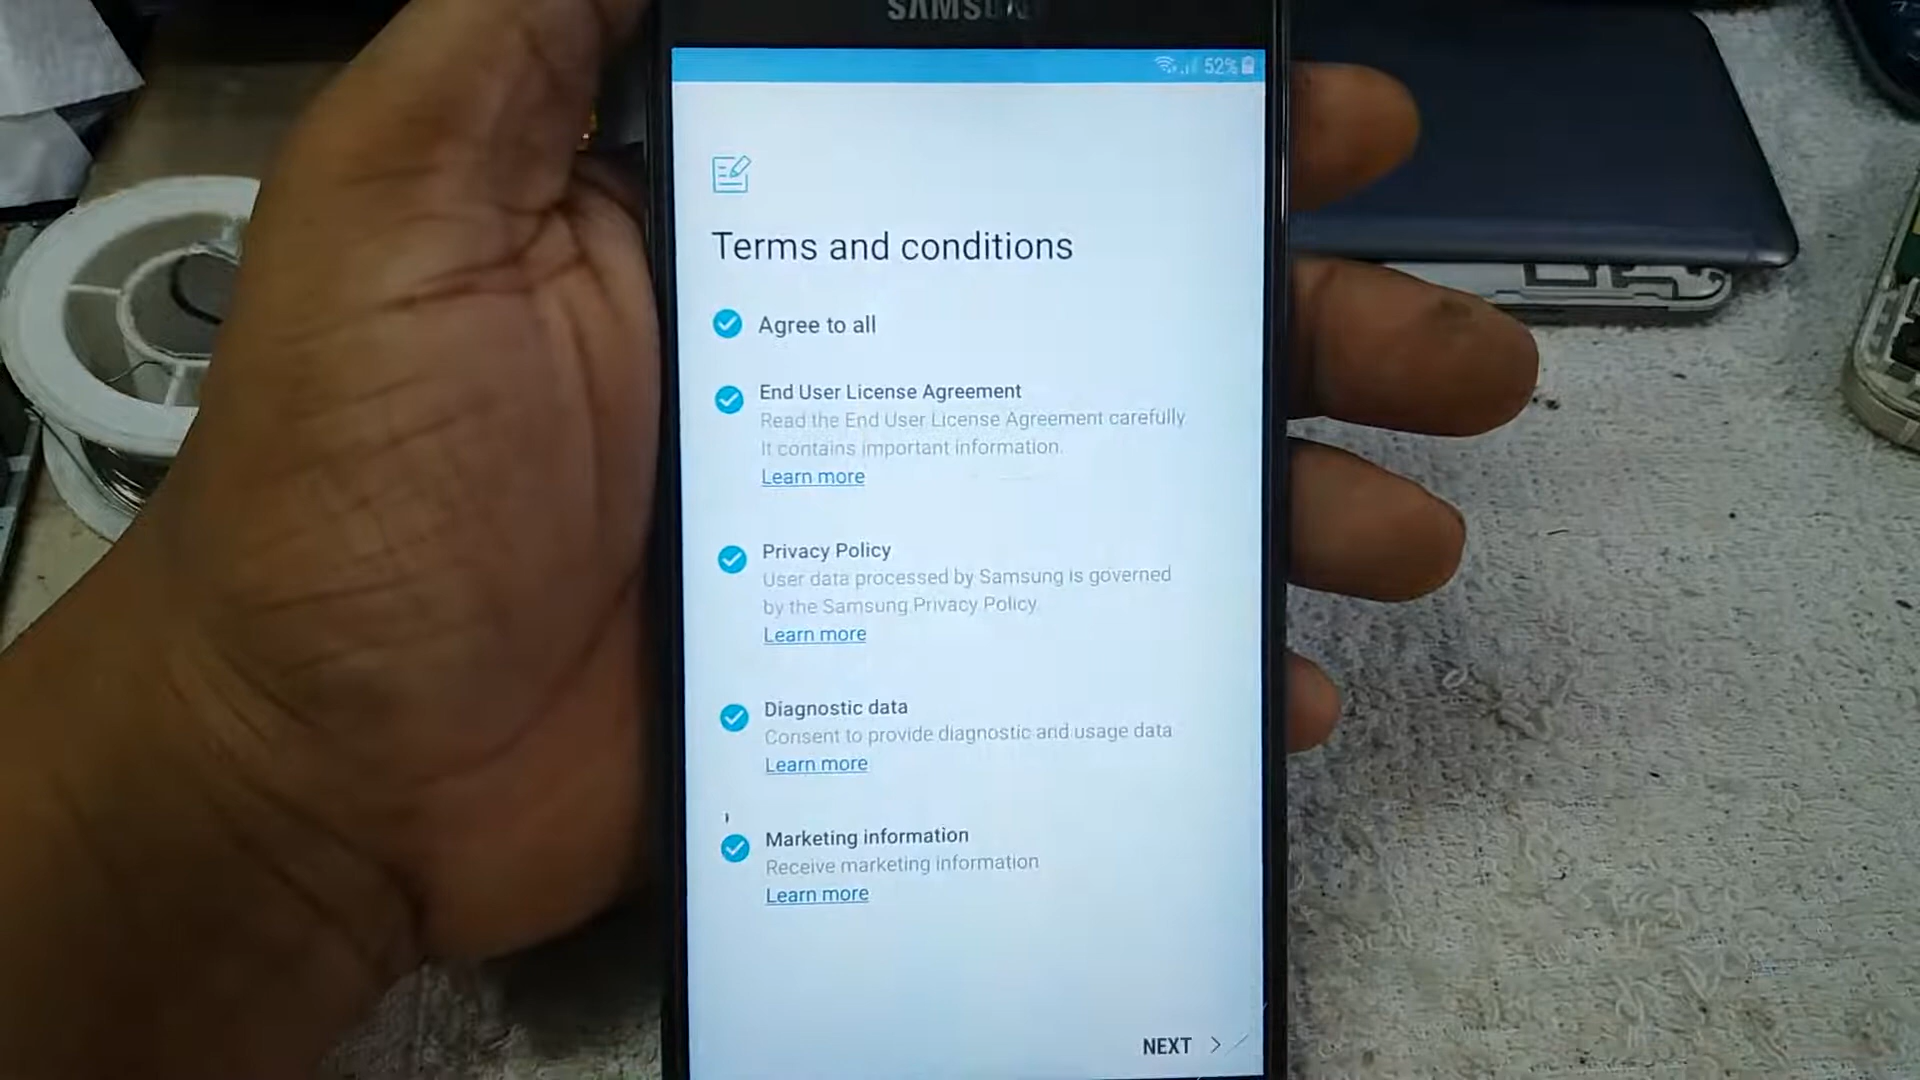 SAMSUNG
52%
Terms and conditions
Agree to all
End User License Agreement
Read the End User License Agreement carefully
It contains important information.
Learn more
Privacy Policy
User data processed by Samsung is governed
by the Samsung Privacy Policy
Learn more
Diagnostic data
Consent to provide diagnostic and usage data
Learn more
Marketing information
Receive marketing information
Learn more
NEXT